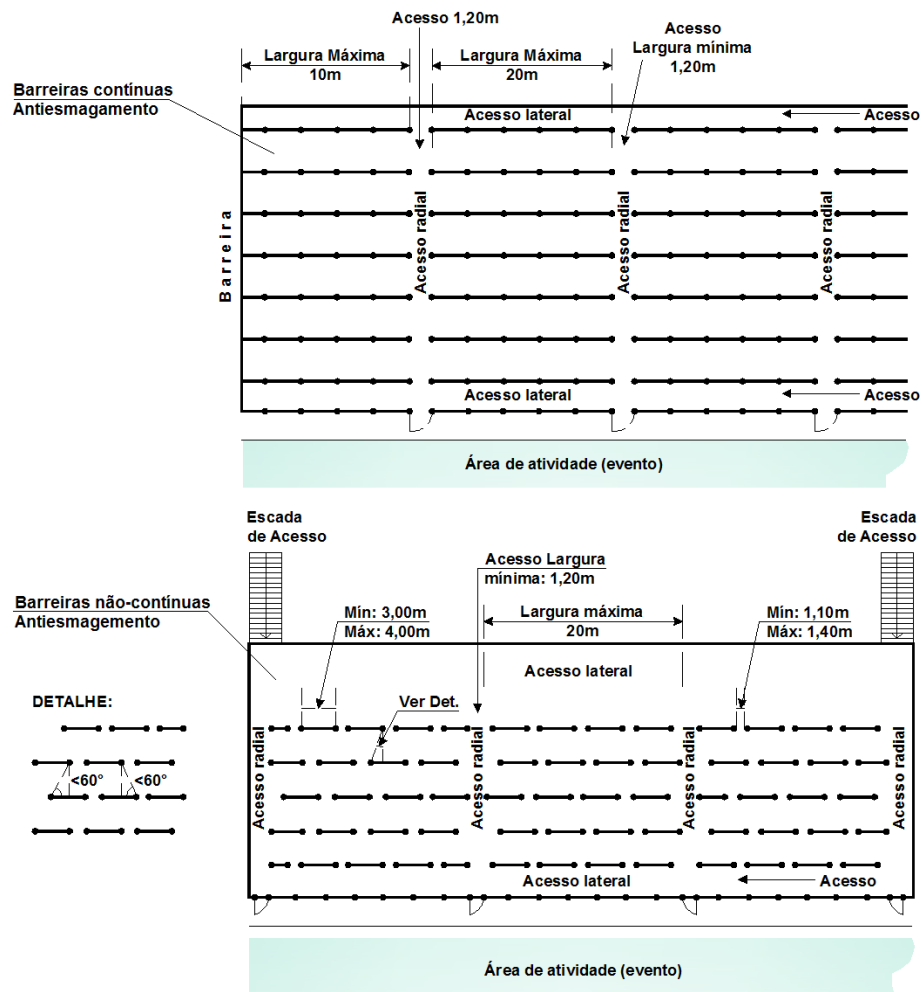 Acesso 1,20m
Acesso
Largura mínima
1,20m
Largura Máxima
10m
Largura Máxima
20m
Barreiras contínuas
Antiesmagamento
Acesso lateral
Acesso
Barreira
Acesso radial
Acesso radial
Acesso radial
Acesso lateral
Acesso
Área de atividade (evento)
Escada
de Acesso
Escada
de Acesso
Acesso Largura
mínima: 1,20m
Barreiras não-contínuas
Antiesmagemento
Mín: 3,00m
Máx: 4,00m
Largura máxima
20m
Mín: 1,10m
Máx: 1,40m
Acesso lateral
DETALHE:
Ver Det.
<60°
<60°
Acesso radial
Acesso radial
Acesso radial
Acesso radial
Acesso lateral
Acesso
Área de atividade (evento)